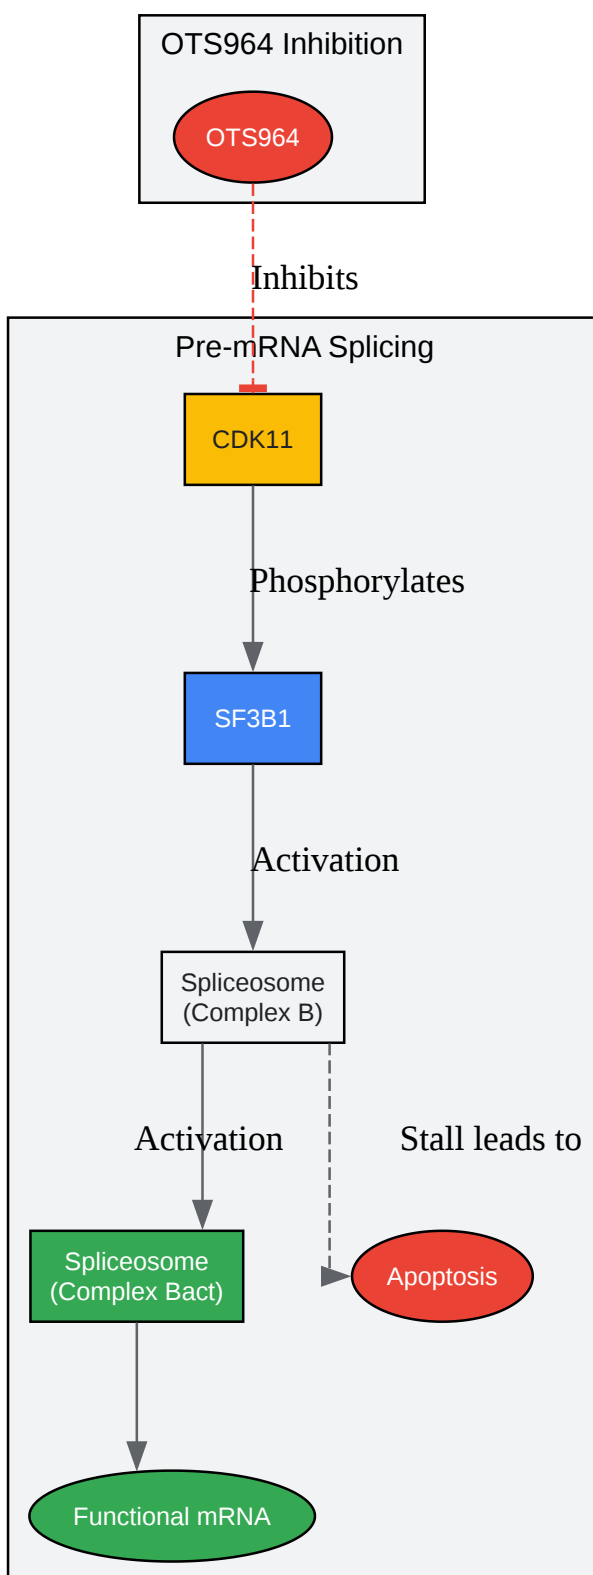 OTS964 Inhibition
OTS964
Inhibits
Pre-mRNA Splicing
CDK11
Phosphorylates
SF3B1
Activation
Spliceosome
(Complex B)
Activation
Stall leads to
Spliceosome
(Complex Bact)
Apoptosis
Functional mRNA